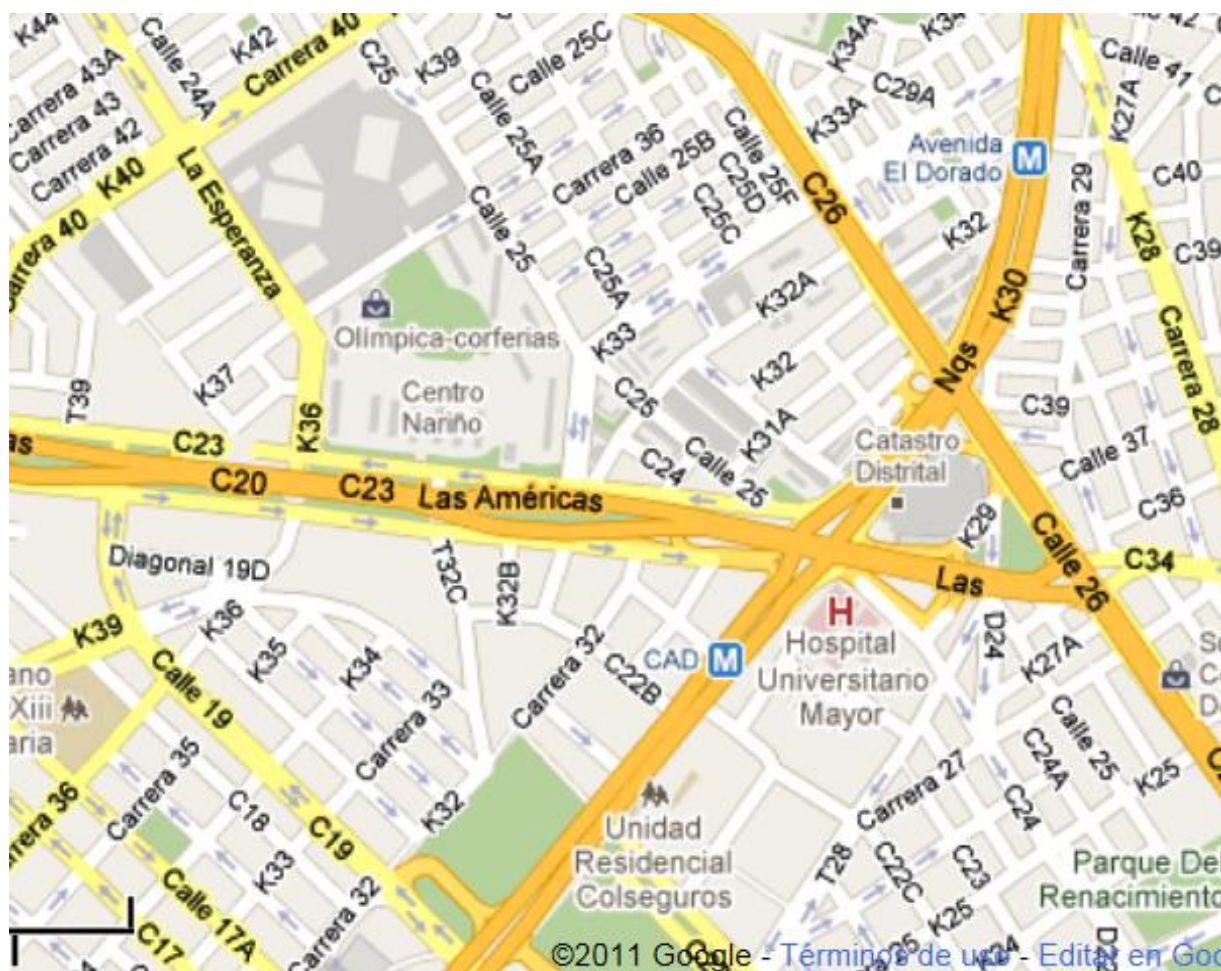 K44
Calle 24A
K42
Carrera 40
C25
K39
Calle 25C
K34A
C29A
Calle 41
K27A
Carrera 43A
Carrera 43
Carrera 42
K40
La Esperanza
Calle 25A
Carrera 36
Calle 25B
C25D
C25C
Calle 25F
K33A
C26
Avenida
El Dorado
M
Carrera 29
C40
K28
C39
Carrera 40
Calle 25
C25A
K32
K32A
K30
Olímpica-corferias
K33
Nqs
Carrera 28
T39
K37
Centro
Nariño
C25
K32
C39
K36
C23
K31A
Catastro
Distrital
Calle 37
C24
Calle 25
C20
C23
Las Américas
K29
C36
Diagonal 19D
T32C
K32B
Las
Calle 26
C34
K39
K36
K35
K34
Carrera 32
CAD
M
C22B
H
Hospital
Universitario
Mayor
D24
K27A
Calle 19
Carrera 33
Calle 25
C24A
K25
Carrera 35
C18
K32
Carrera 27
C24
Unidad
Residencial
Colseguros
C19
K33
Carrera 32
T28
C22C
C23
K25
Parque De
Renacimiento
Calle 17A
C17
©2011 Google - Términos de uso - Editar en Goo